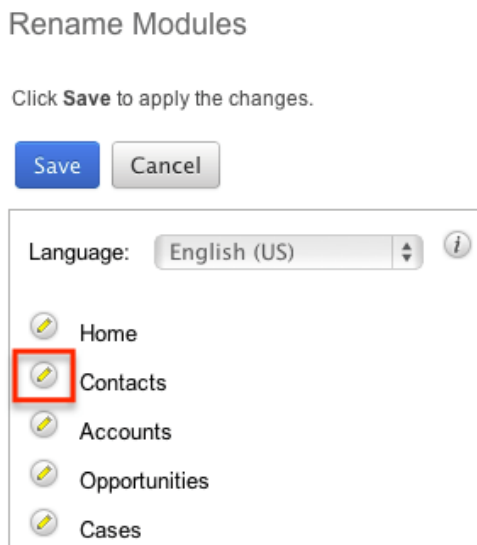 Rename Modules
Click Save to apply the changes.
Save Cancel
Language: English (US) i
Home
Contacts
Accounts
Opportunities
Cases